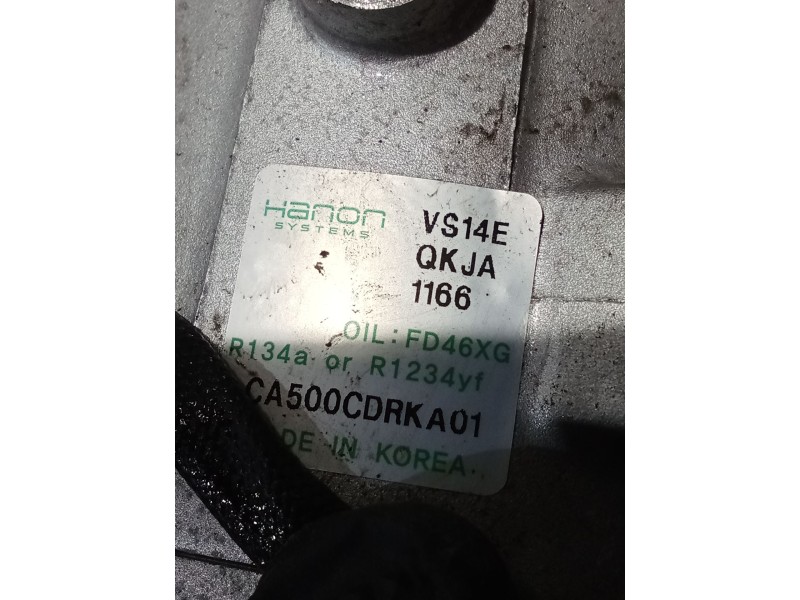 Hanon
SYSTEMS
VS14E
QKJA
1166
OIL: FD46XG
R134a or R1234yf
CA500CDRKA01
DE IN KOREA